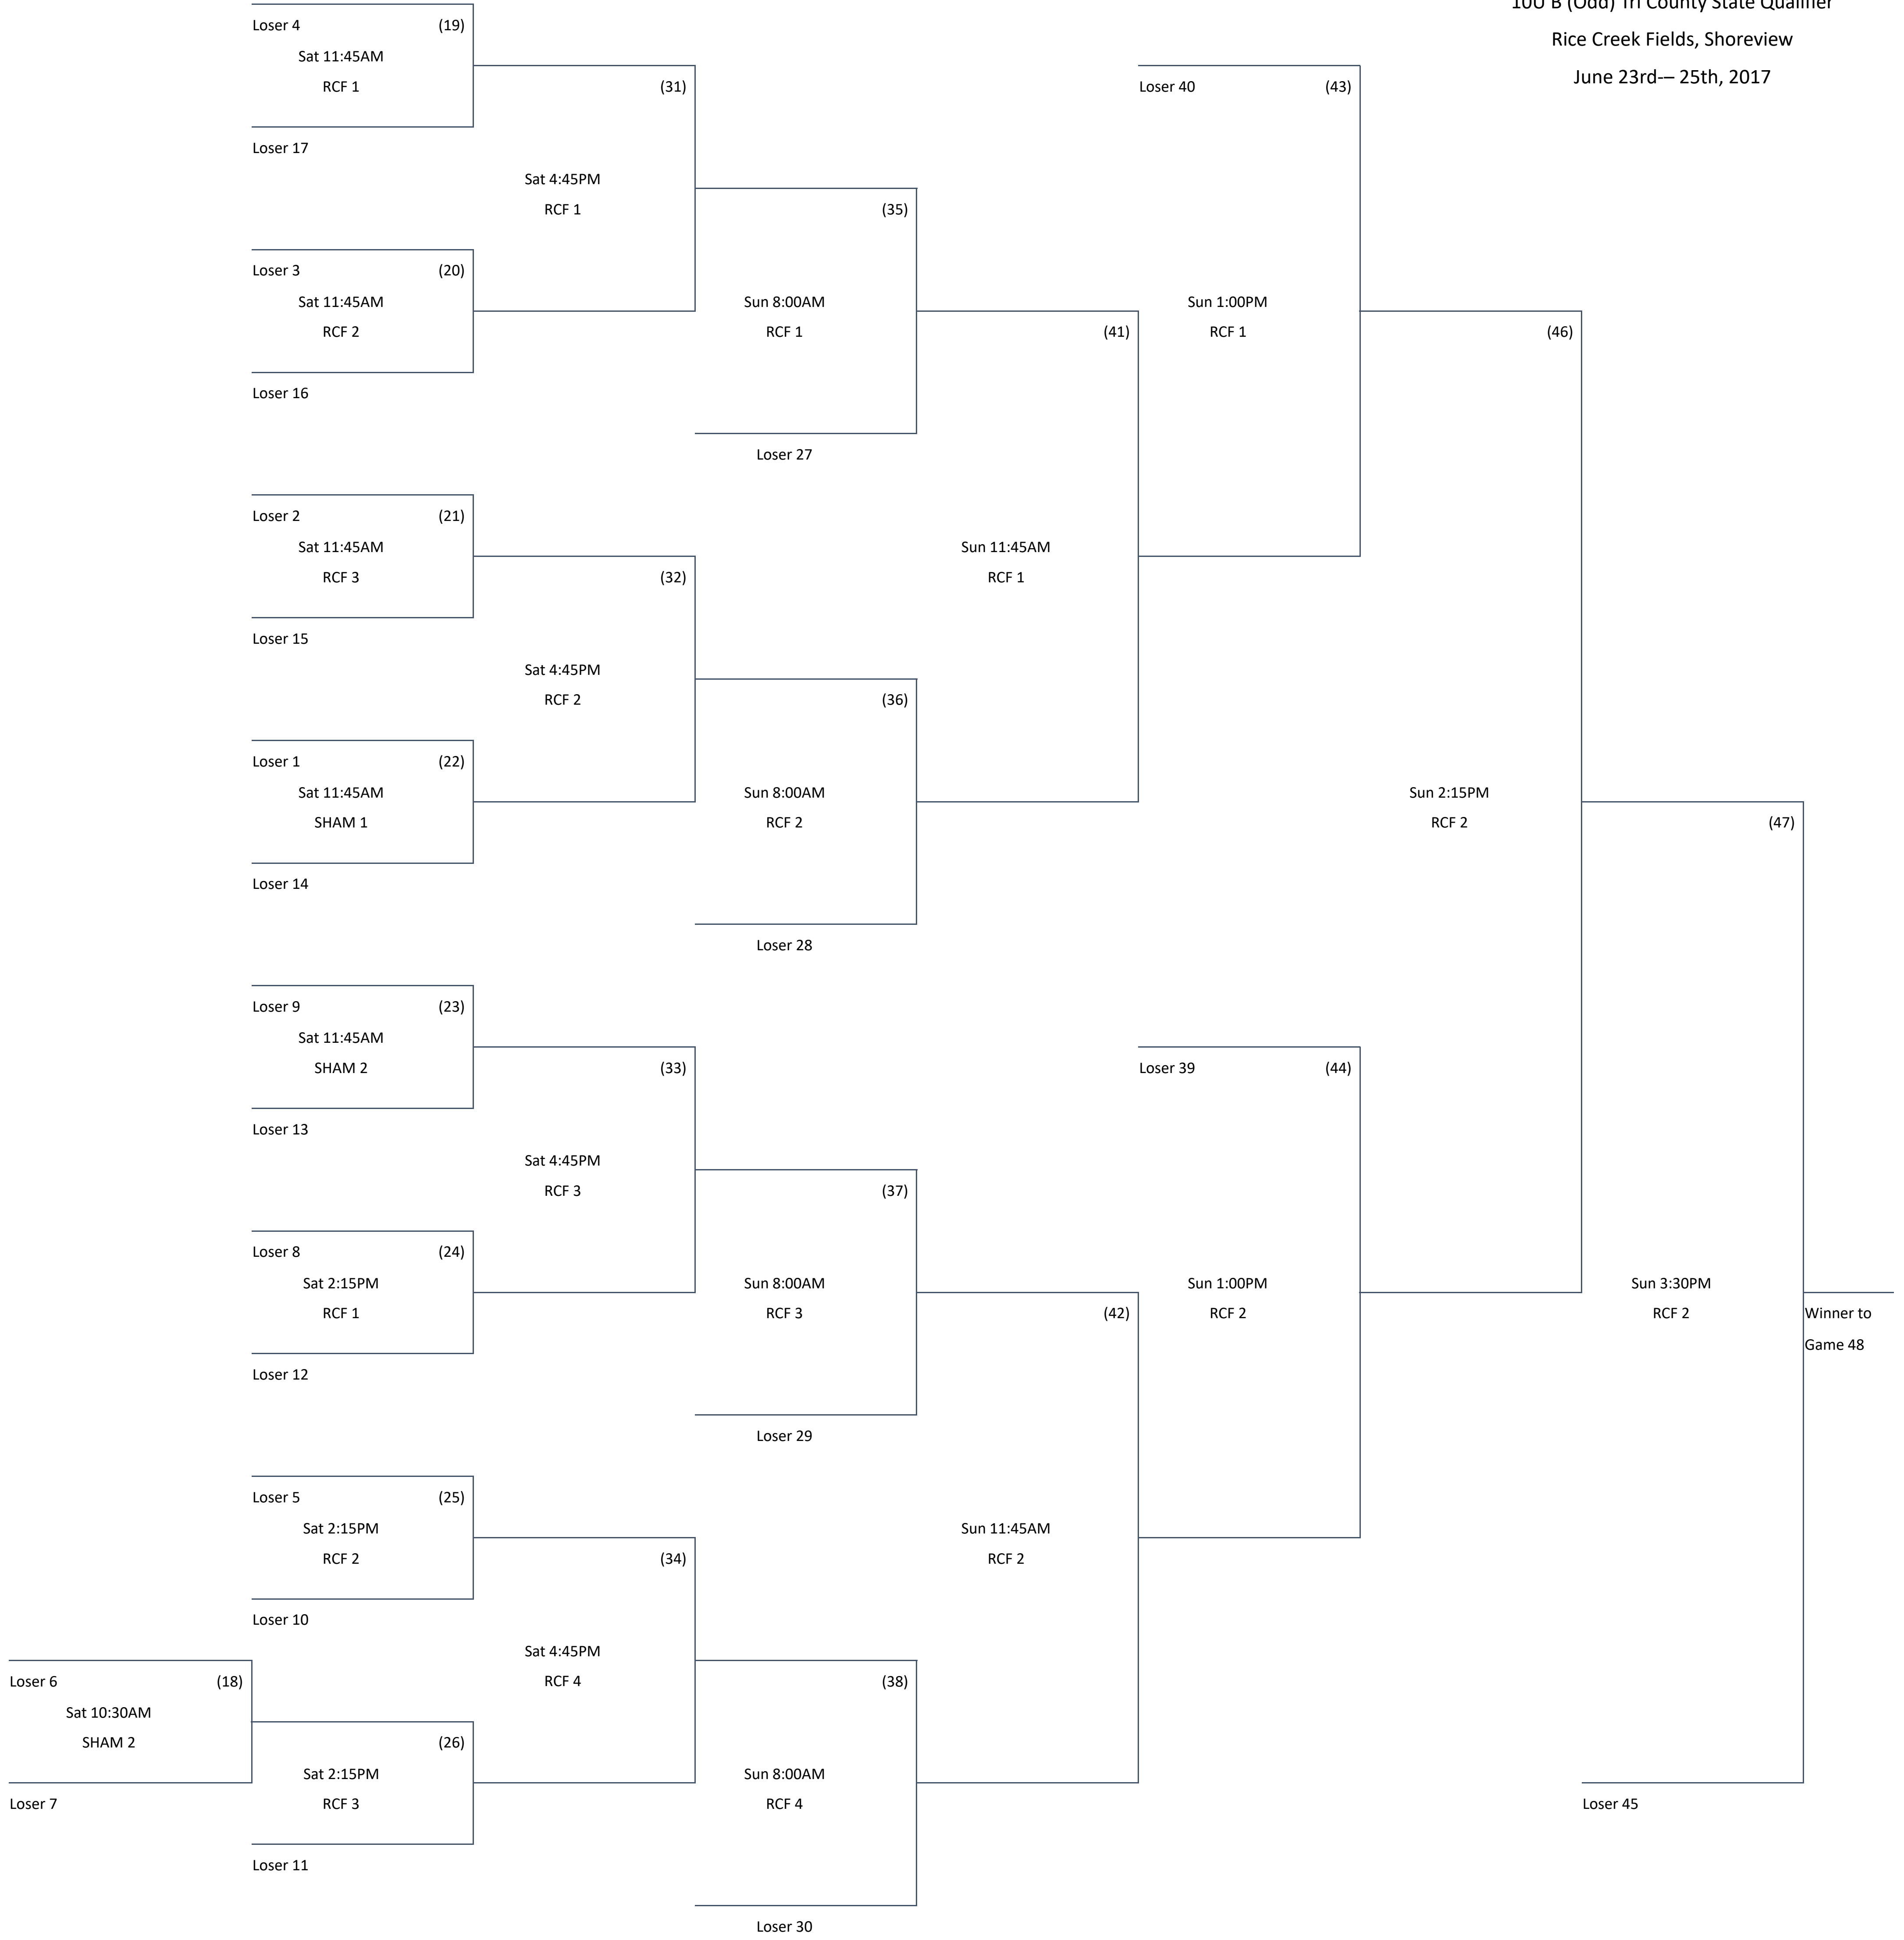 10U B (Odd) Tri County State Qualifier
Rice Creek Fields, Shoreview
June 23rd-– 25th, 2017
Loser 4 (19)
Sat 11:45AM
RCF 1
Loser 17
(31)
Sat 4:45PM
RCF 1
Loser 3 (20)
Sat 11:45AM
RCF 2
Loser 16
(35)
Sun 8:00AM
RCF 1
Loser 27
Loser 2 (21)
Sat 11:45AM
RCF 3
Loser 15
(32)
Sat 4:45PM
RCF 2
Loser 1 (22)
Sat 11:45AM
SHAM 1
Loser 14
(36)
Sun 8:00AM
RCF 2
Loser 28
(41)
Sun 11:45AM
RCF 1
Loser 40 (43)
Sun 1:00PM
RCF 1
Loser 9 (23)
Sat 11:45AM
SHAM 2
Loser 13
(33)
Sat 4:45PM
RCF 3
Loser 8 (24)
Sat 2:15PM
RCF 1
Loser 12
(37)
Sun 8:00AM
RCF 3
Loser 29
Loser 5 (25)
Sat 2:15PM
RCF 2
Loser 10
(34)
Sat 4:45PM
RCF 4
Loser 6 (18)
Sat 10:30AM
SHAM 2
Loser 7
(26)
Sat 2:15PM
RCF 3
Loser 11
(38)
Sun 8:00AM
RCF 4
Loser 30
(42)
Sun 11:45AM
RCF 2
Loser 39 (44)
Sun 1:00PM
RCF 2
(46)
Sun 2:15PM
RCF 2
(47)
Sun 3:30PM
RCF 2
Loser 45
Winner to
Game 48